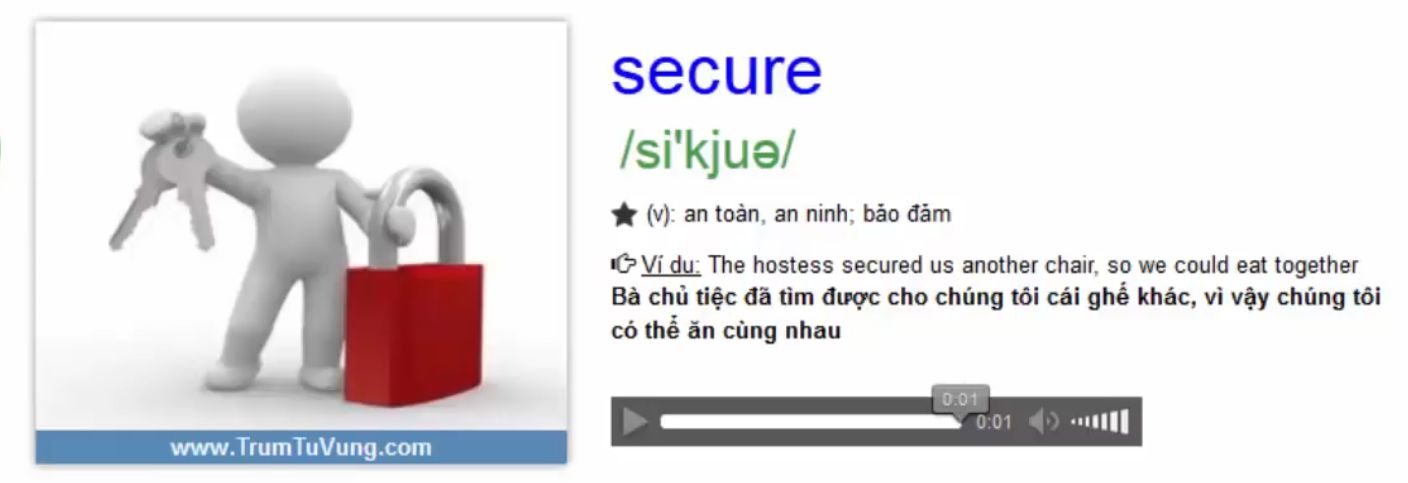 secure
/si'kjuə/
(v): an toàn, an ninh; bảo đảm
Ví dụ: The hostess secured us another chair, so we could eat together
Bà chủ tiệc đã tìm được cho chúng tôi cái ghế khác, vì vậy chúng tôi
có thể ăn cùng nhau
0:01
0:01
www.TrumTuVung.com